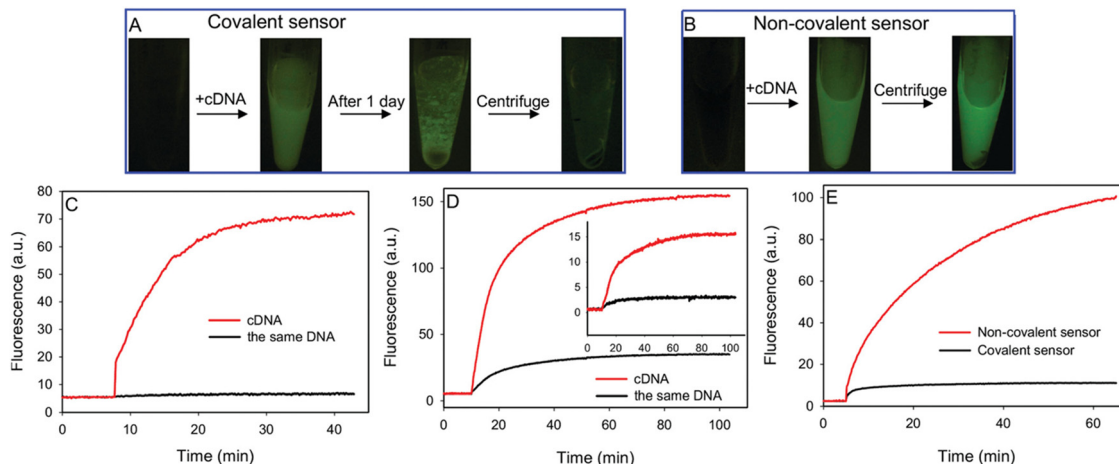 A Covalent sensor
+cDNA
After 1 day
Centrifuge
B Non-covalent sensor
+cDNA
Centrifuge
C
80
70
60
50
40
30
20
10
0
Fluorescence (a.u.)
cDNA
the same DNA
0 10 20 30 40
Time (min)
D
150
100
50
0
Fluorescence (a.u.)
15
10
5
0
0 20 40 60 80 100
cDNA
the same DNA
0 20 40 60 80 100
Time (min)
E
100
80
60
40
20
0
Fluorescence (a.u.)
Non-covalent sensor
Covalent sensor
0 20 40 60
Time (min)